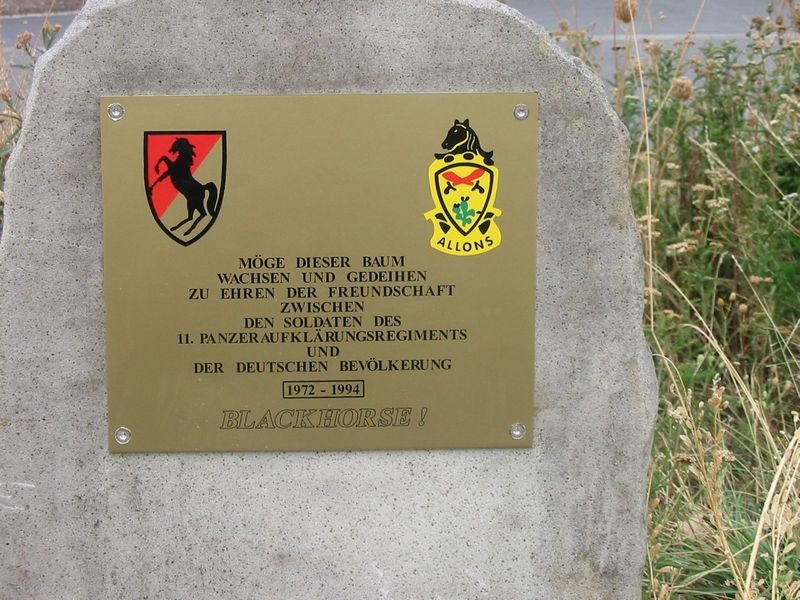 ALLONS
MÖGE DIESER BAUM
WACHSEN UND GEDEIHEN
ZU EHREN DER FREUNDSCHAFT
ZWISCHEN
DEN SOLDATEN DES
11. PANZERAUFKLÄRUNGSREGIMENTS
UND
DER DEUTSCHEN BEVÖLKERUNG
1972 - 1994
BLACKHORSE !